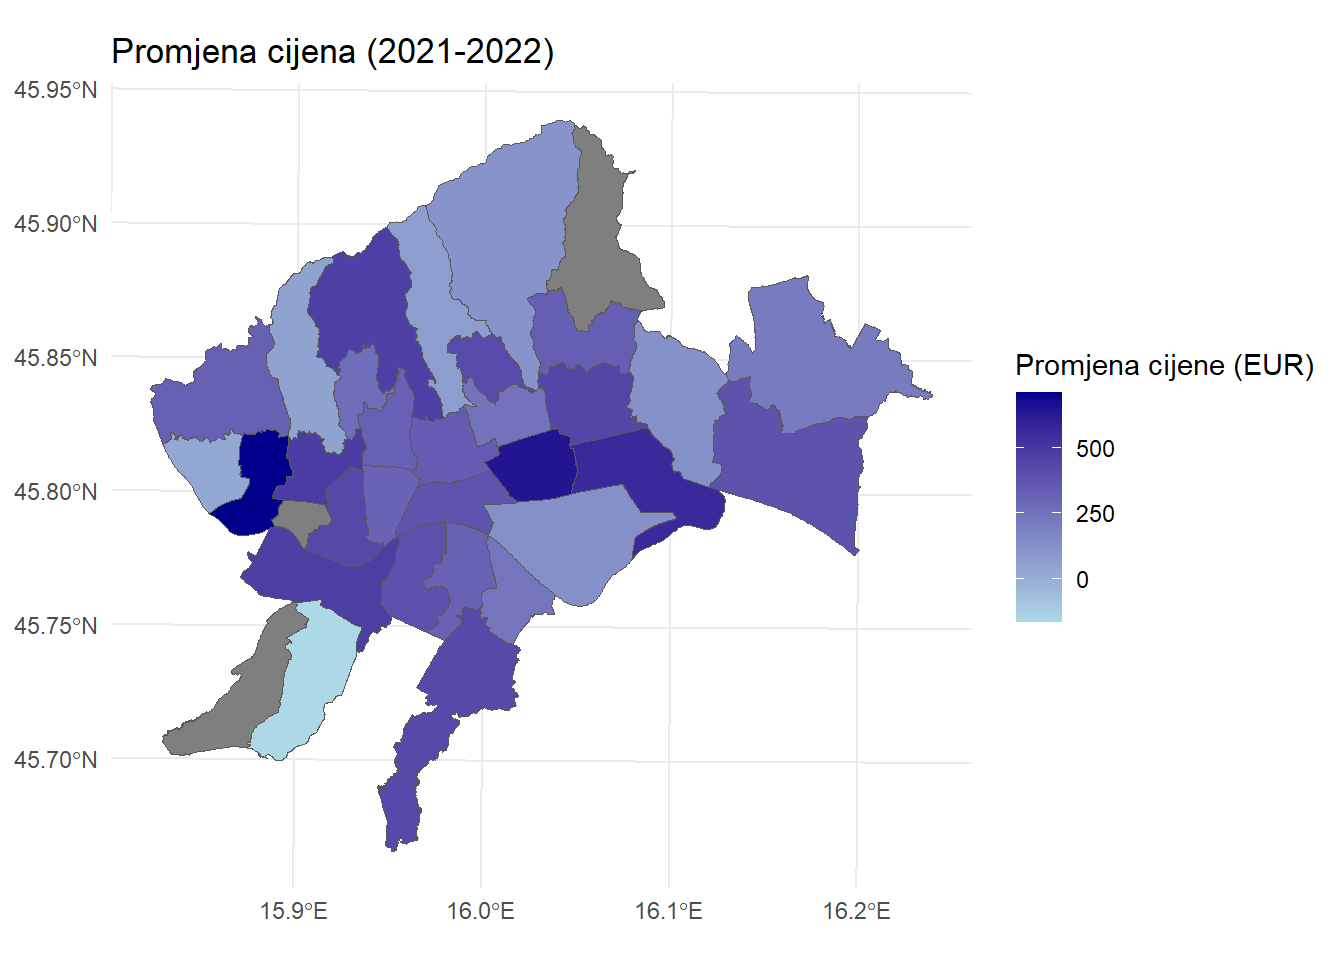 Promjena cijena (2021-2022)
45.95°N
45.90°N
45.85°N
45.80°N
45.75°N
45.70°N
15.9°E
16.0°E
16.1°E
16.2°E
Promjena cijene (EUR)
500
250
0